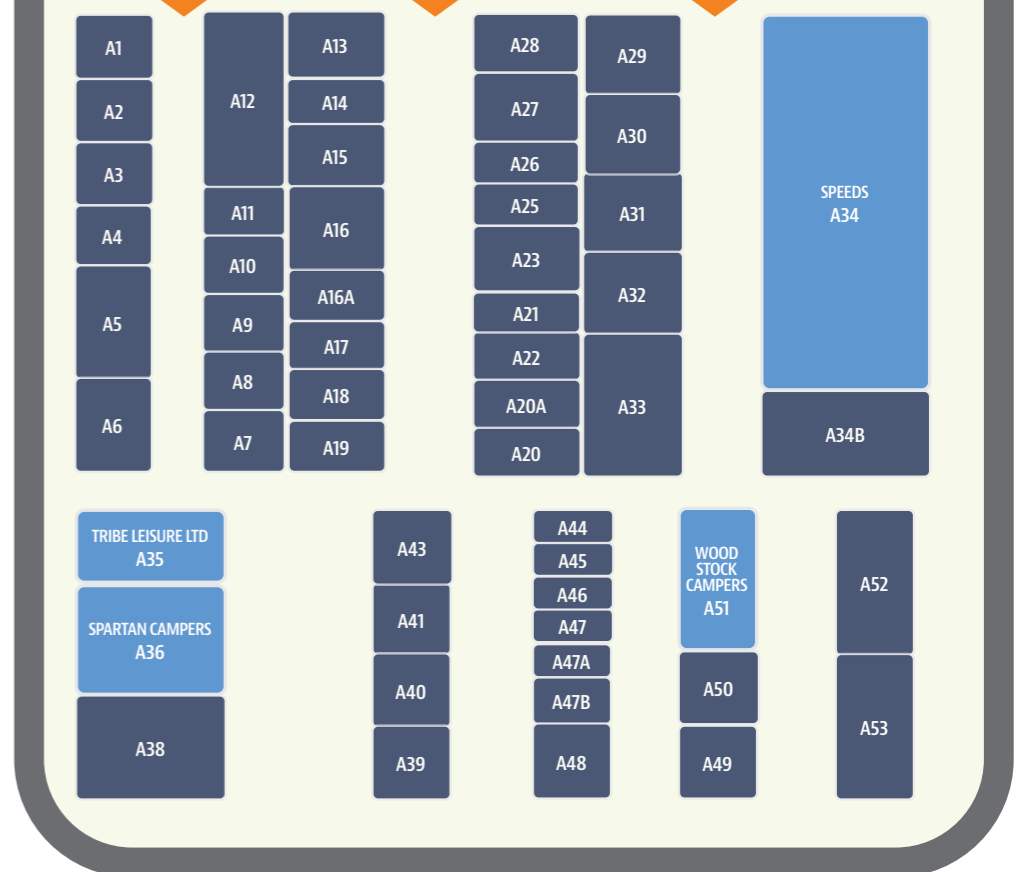 A1
A2
A3
A4
A5
A6
A12
A11
A10
A9
A8
A7
A13
A14
A15
A16
A16A
A17
A18
A19
A28
A27
A26
A25
A23
A21
A22
A20A
A20
A29
A30
A31
A32
A33
SPEEDS
A34
A34B
TRIBE LEISURE LTD
A35
SPARTAN CAMPERS
A36
A38
A43
A41
A40
A39
A44
A45
A46
A47
A47A
A47B
A48
WOOD
STOCK
CAMPERS
A51
A50
A49
A52
A53